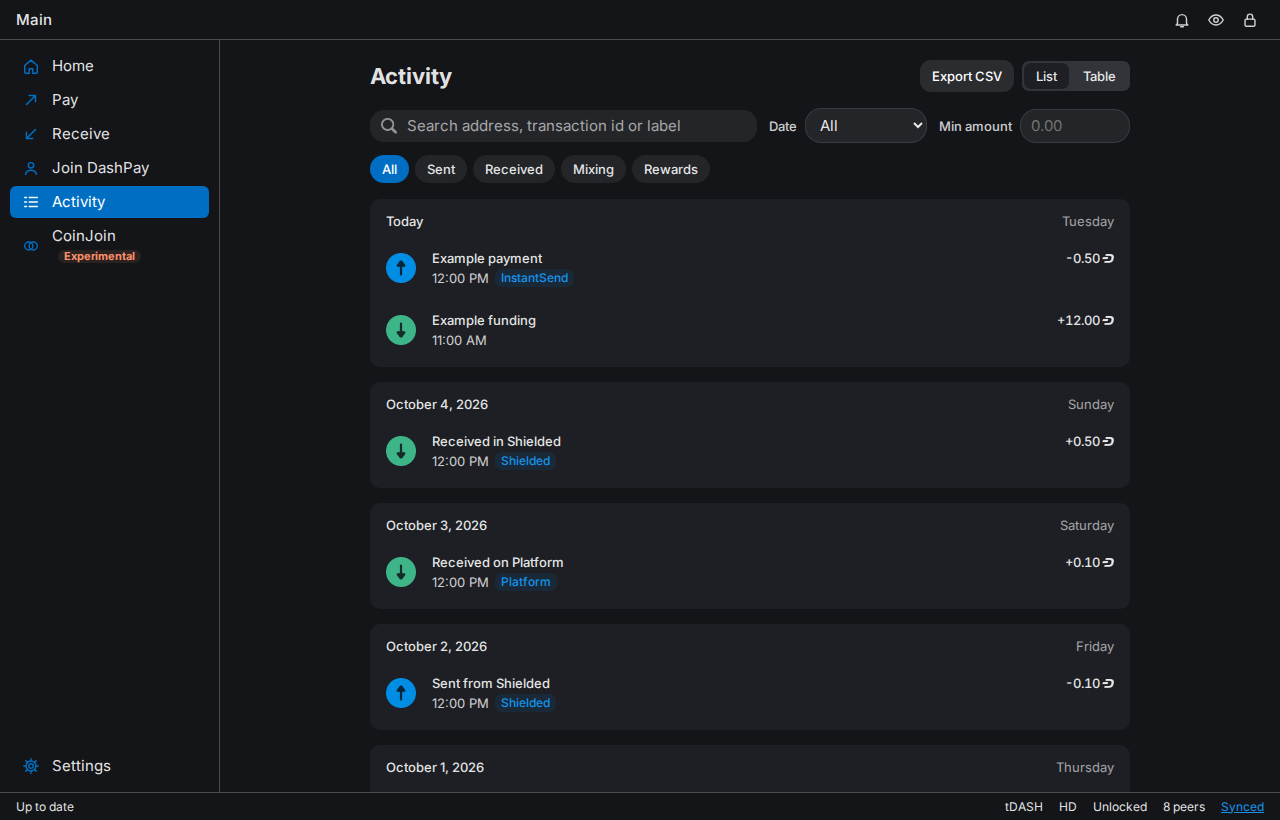 Main
Home
Pay
Receive
Join DashPay
Activity
CoinJoin
Experimental
Settings
Activity
Export CSV
List
Table
Search address, transaction id or label
Date
All
Min amount
0.00
All
Sent
Received
Mixing
Rewards
Today
Tuesday
Example payment
-0.50
12:00 PM InstantSend
Example funding
+12.00
11:00 AM
October 4, 2026
Sunday
Received in Shielded
+0.50
12:00 PM Shielded
October 3, 2026
Saturday
Received on Platform
+0.10
12:00 PM Platform
October 2, 2026
Friday
Sent from Shielded
-0.10
12:00 PM Shielded
October 1, 2026
Thursday
Up to date
tDASH
HD
Unlocked
8 peers
Synced